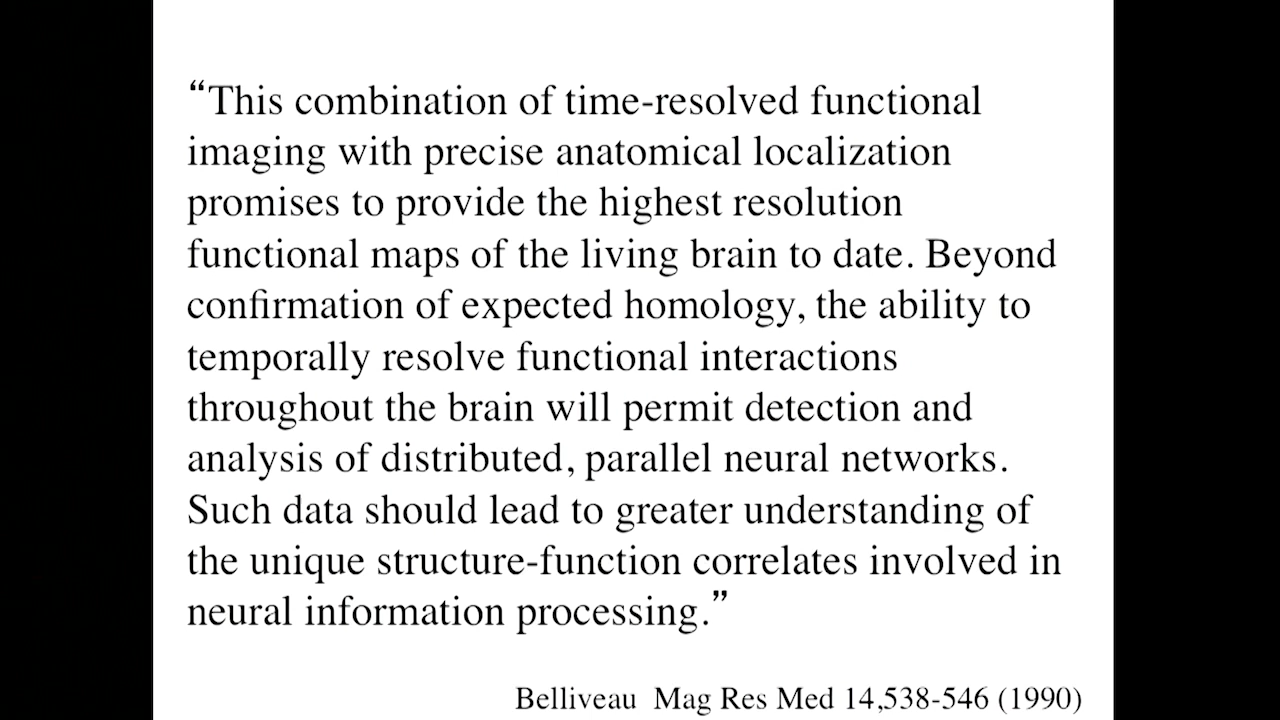 “This combination of time-resolved functional
imaging with precise anatomical localization
promises to provide the highest resolution
functional maps of the living brain to date. Beyond
confirmation of expected homology, the ability to
temporally resolve functional interactions
throughout the brain will permit detection and
analysis of distributed, parallel neural networks.
Such data should lead to greater understanding of
the unique structure-function correlates involved in
neural information processing.”
Belliveau Mag Res Med 14,538-546 (1990)